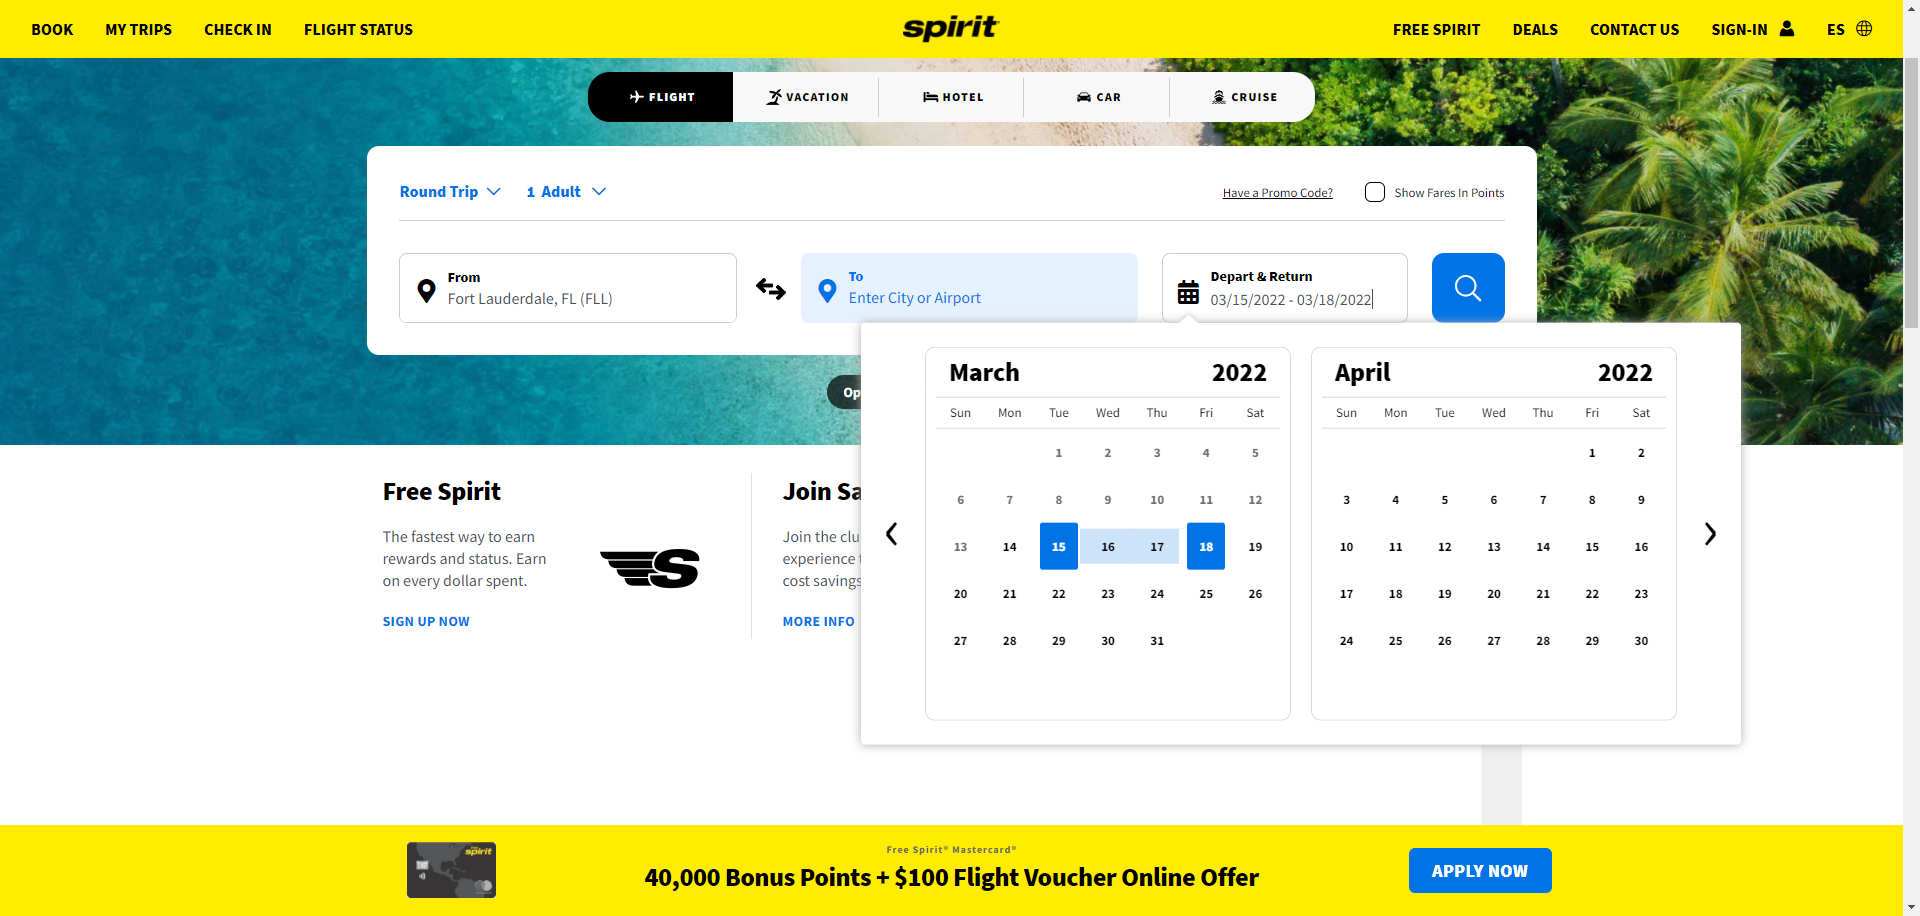 BOOK MY TRIPS CHECK IN FLIGHT STATUS spirit FREE SPIRIT DEALS CONTACT US SIGN-IN ES
FLIGHT VACATION HOTEL CAR CRUISE
Round Trip 1 Adult Have a Promo Code? Show Fares In Points
From
Fort Lauderdale, FL (FLL)
To
Enter City or Airport
Depart & Return
03/15/2022 - 03/18/2022
Op
March 2022
Sun Mon Tue Wed Thu Fri Sat
1 2 3 4 5
6 7 8 9 10 11 12
13 14 15 16 17 18 19
20 21 22 23 24 25 26
27 28 29 30 31
April 2022
Sun Mon Tue Wed Thu Fri Sat
1 2
3 4 5 6 7 8 9
10 11 12 13 14 15 16
17 18 19 20 21 22 23
24 25 26 27 28 29 30
Free Spirit
The fastest way to earn
rewards and status. Earn
on every dollar spent.
SIGN UP NOW
Join Sa
Join the clu
experience
cost savings
MORE INFO
spirit
Free Spirit® Mastercard®
40,000 Bonus Points + $100 Flight Voucher Online Offer
APPLY NOW